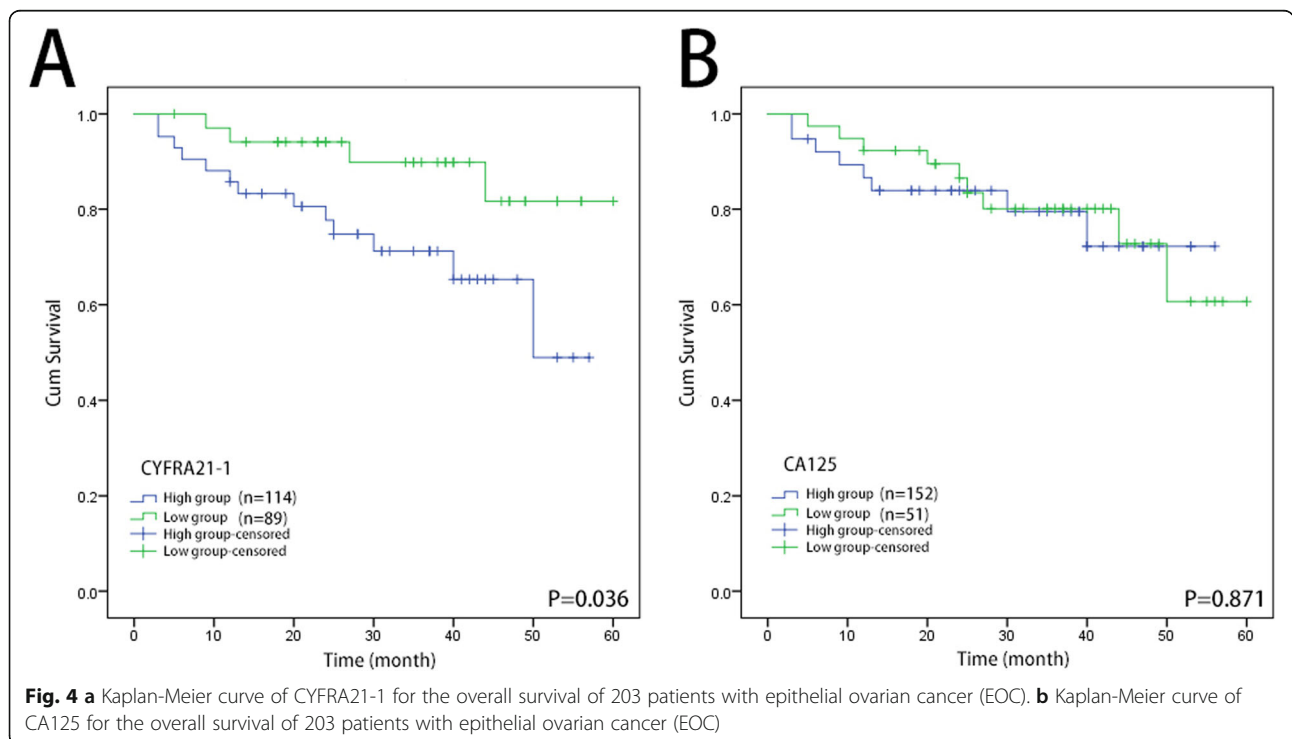 A
1.0
0.8
0.6
0.4
0.2
0.0
Cum Survival
CYFRA21-1
High group (n=114)
Low group (n=89)
High group-censored
Low group-censored
P=0.036
0 10 20 30 40 50 60
Time (month)
B
1.0
0.8
0.6
0.4
0.2
0.0
Cum Survival
CA125
High group (n=152)
Low group (n=51)
High group-censored
Low group-censored
P=0.871
0 10 20 30 40 50 60
Time (month)
Fig. 4 a Kaplan-Meier curve of CYFRA21-1 for the overall survival of 203 patients with epithelial ovarian cancer (EOC). b Kaplan-Meier curve of
CA125 for the overall survival of 203 patients with epithelial ovarian cancer (EOC)